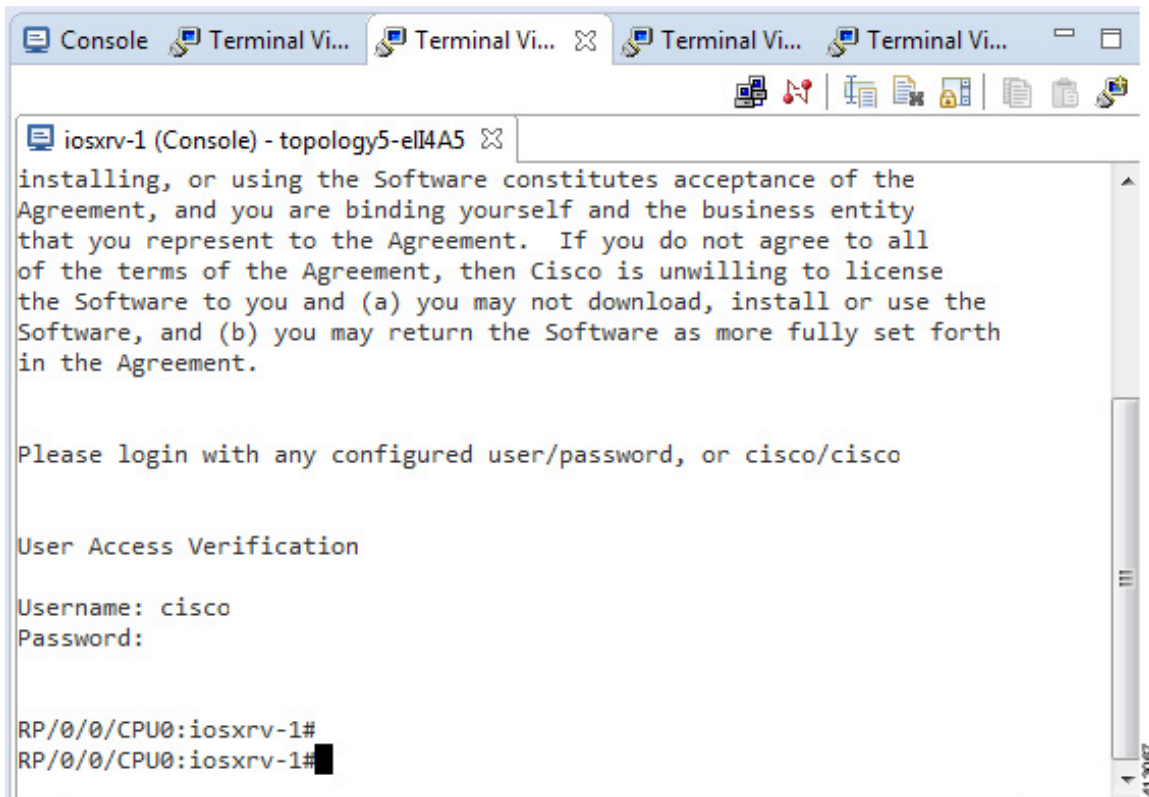 Console Terminal Vi... Terminal Vi... Terminal Vi... Terminal Vi...
iosxrv-1 (Console) - topology5-elI4A5
installing, or using the Software constitutes acceptance of the
Agreement, and you are binding yourself and the business entity
that you represent to the Agreement.  If you do not agree to all
of the terms of the Agreement, then Cisco is unwilling to license
the Software to you and (a) you may not download, install or use the
Software, and (b) you may return the Software as more fully set forth
in the Agreement.
Please login with any configured user/password, or cisco/cisco
User Access Verification
Username: cisco
Password:
RP/0/0/CPU0:iosxrv-1#
RP/0/0/CPU0:iosxrv-1#